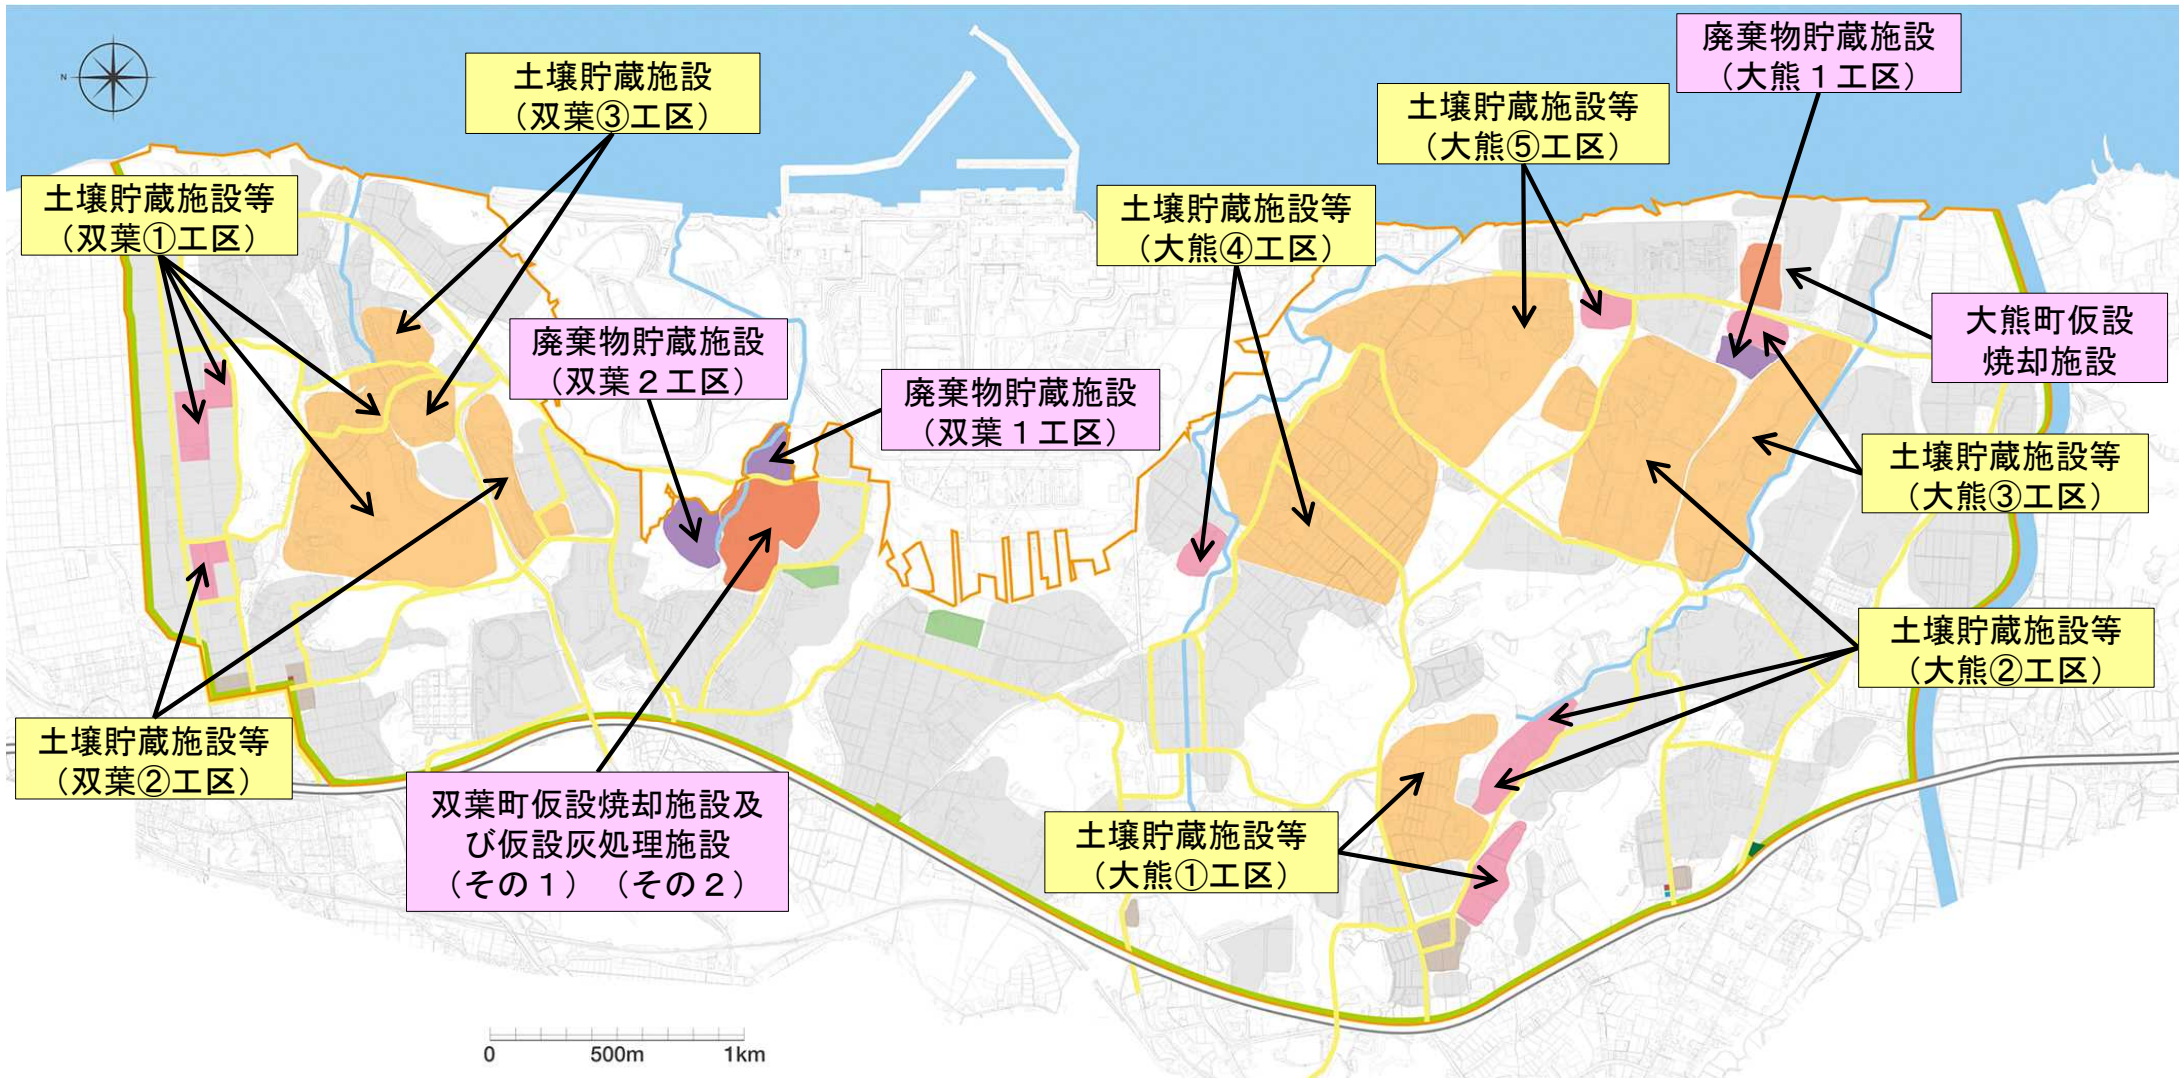 N
土壌貯蔵施設
（双葉③工区）
廃棄物貯蔵施設
（大熊１工区）
土壌貯蔵施設等
（大熊⑤工区）
土壌貯蔵施設等
（双葉①工区）
土壌貯蔵施設等
（大熊④工区）
廃棄物貯蔵施設
（双葉２工区）
大熊町仮設
焼却施設
廃棄物貯蔵施設
（双葉１工区）
土壌貯蔵施設等
（大熊③工区）
土壌貯蔵施設等
（大熊②工区）
土壌貯蔵施設等
（双葉②工区）
双葉町仮設焼却施設及
び仮設灰処理施設
（その１）（その２）
土壌貯蔵施設等
（大熊①工区）
0 500m 1km